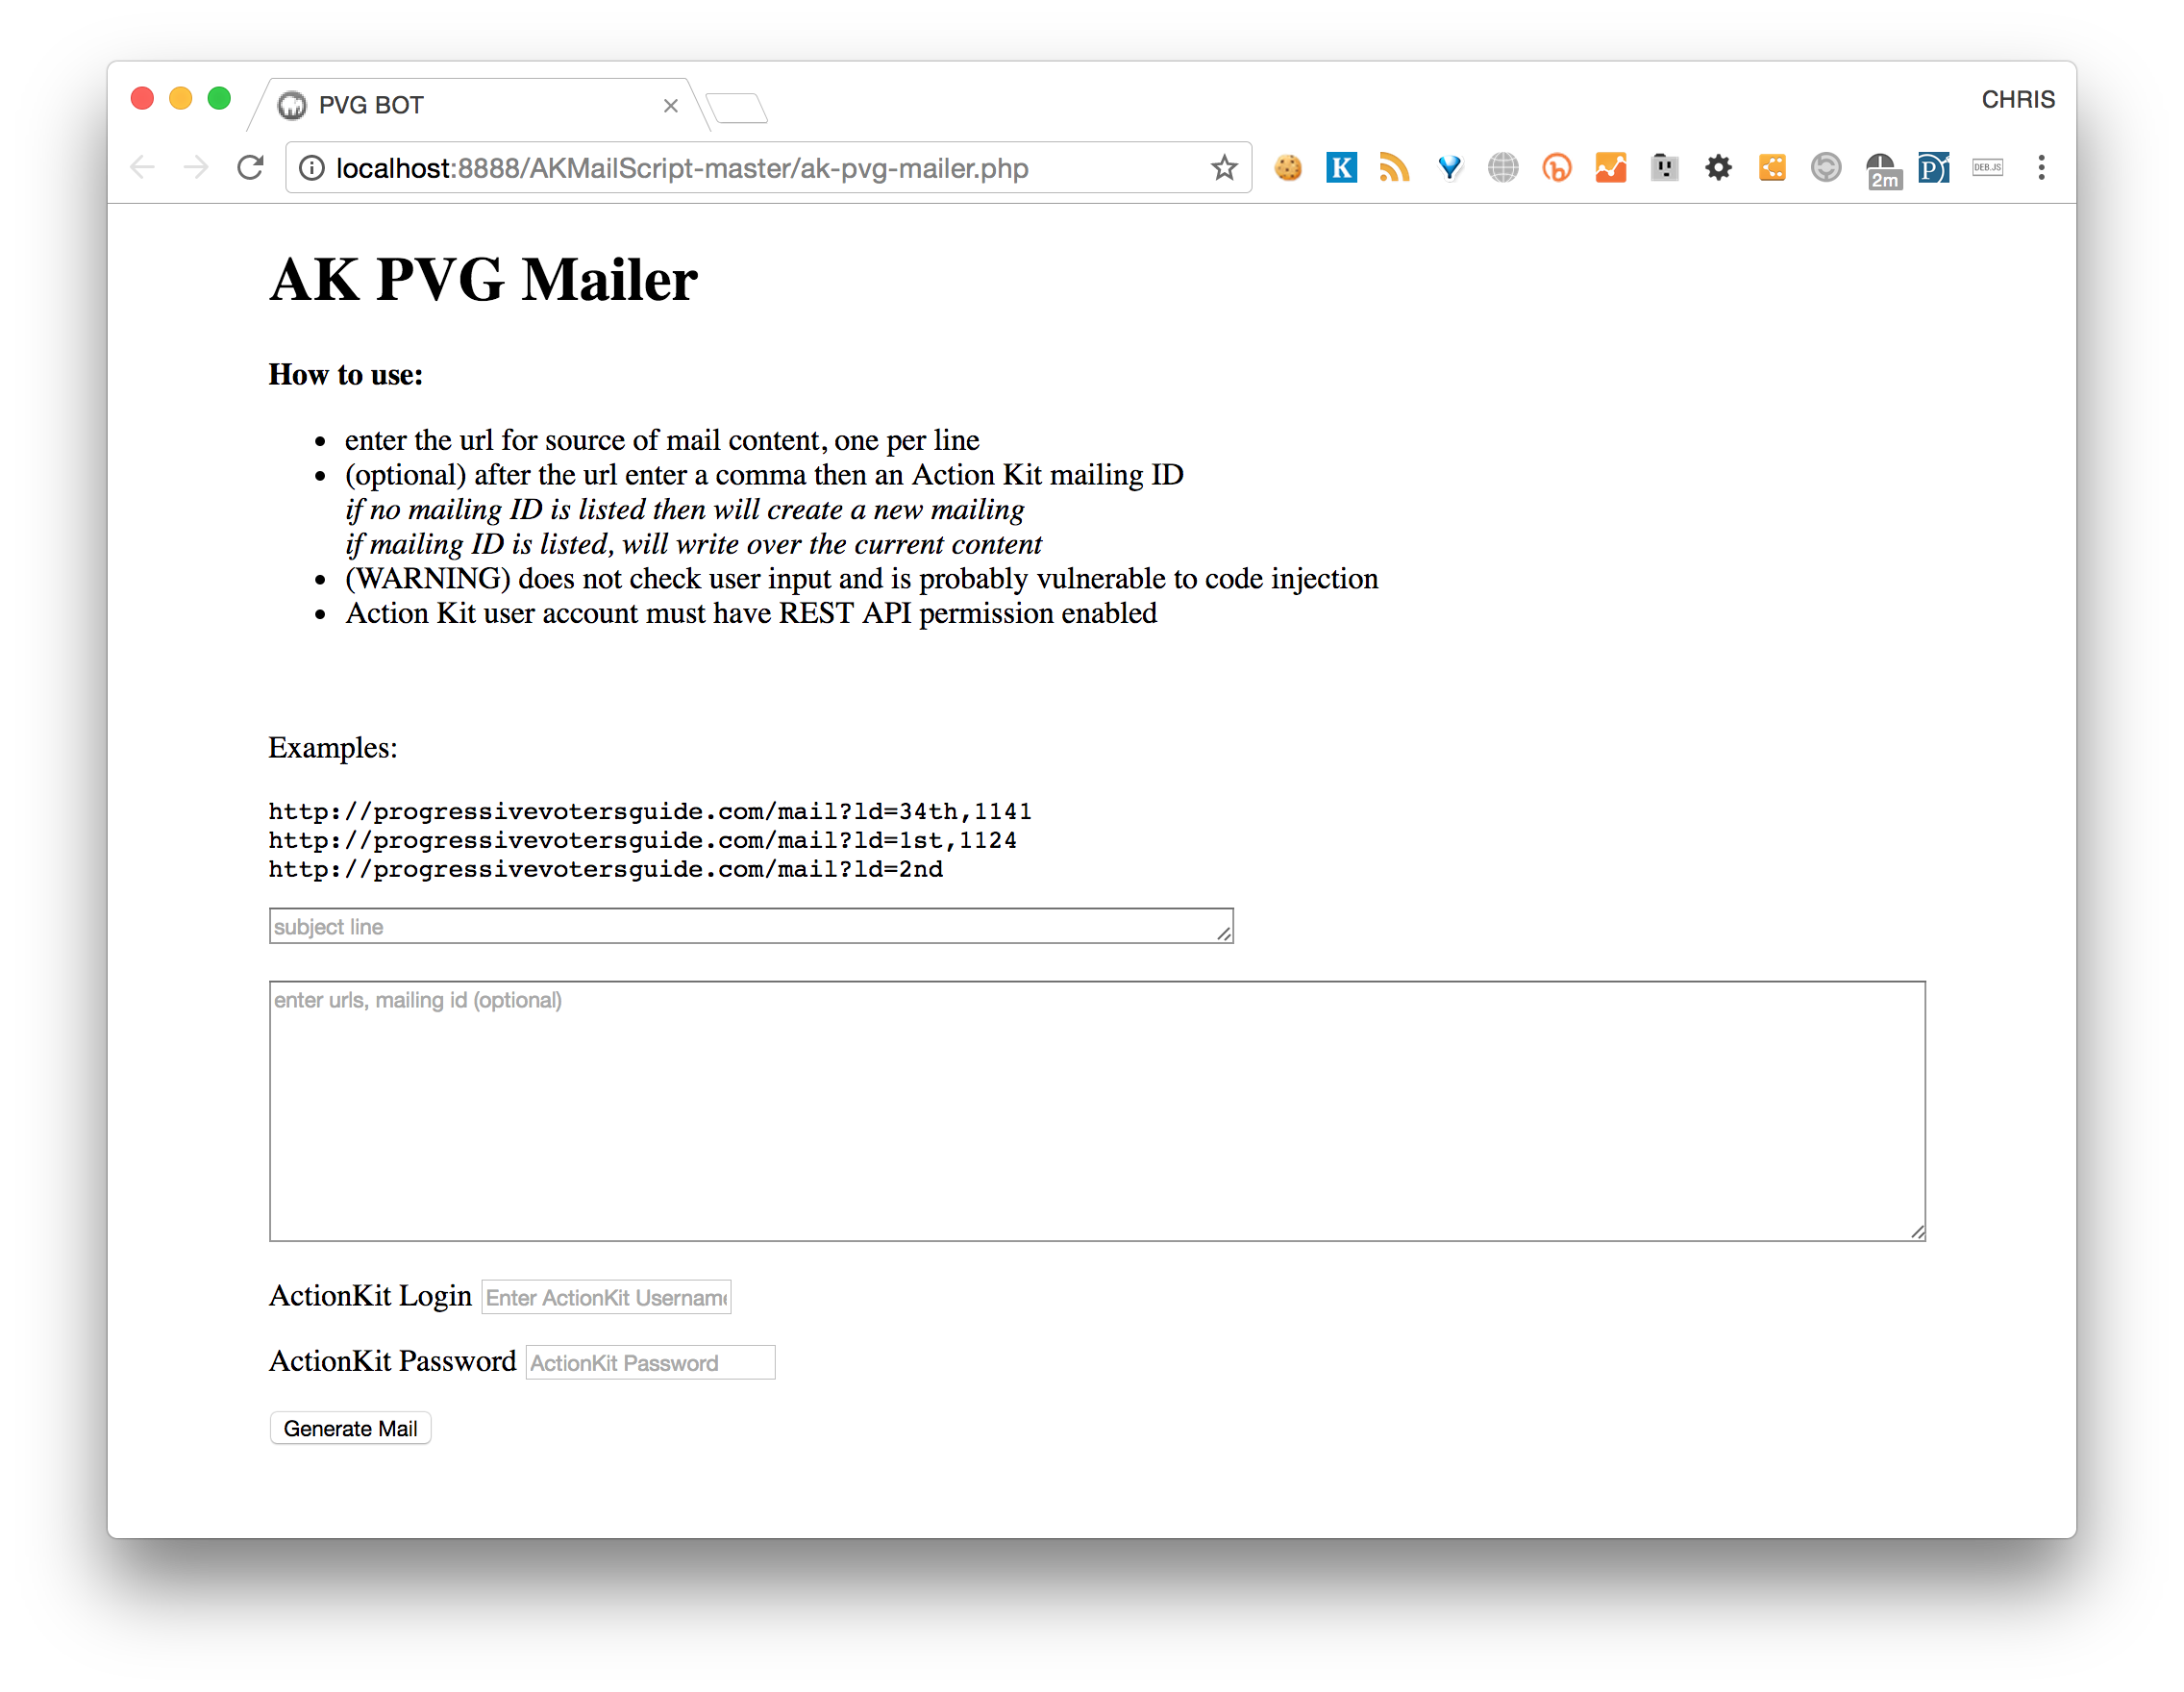 PVG BOT
CHRIS
localhost:8888/AKMailScript-master/ak-pvg-mailer.php
K
2m
P
DEB.JS
AK PVG Mailer
How to use:
enter the url for source of mail content, one per line
(optional) after the url enter a comma then an Action Kit mailing ID
if no mailing ID is listed then will create a new mailing
if mailing ID is listed, will write over the current content
(WARNING) does not check user input and is probably vulnerable to code injection
Action Kit user account must have REST API permission enabled
Examples:
http://progressivevotersguide.com/mail?ld=34th,1141
http://progressivevotersguide.com/mail?ld=1st,1124
http://progressivevotersguide.com/mail?ld=2nd
subject line
enter urls, mailing id (optional)
ActionKit Login Enter ActionKit Username
ActionKit Password ActionKit Password
Generate Mail